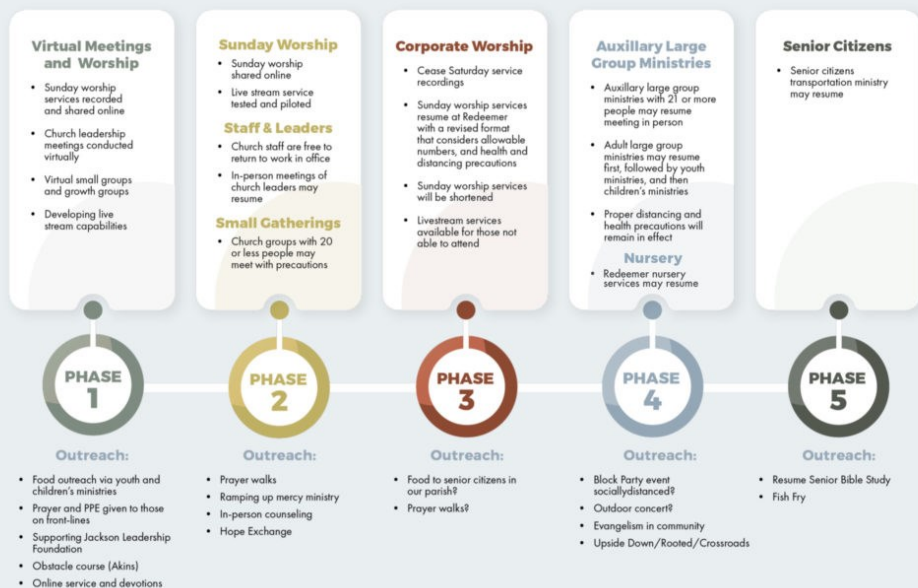 Virtual Meetings
and Worship
• Sunday worship
services recorded
and shared online
• Church leadership
meetings conducted
virtually
• Virtual small groups
and growth groups
• Developing live
stream capabilities
Sunday Worship
• Sunday worship
shared online
• Live stream service
tested and piloted
Staff & Leaders
• Church staff are free to
return to work in office
• In-person meetings of
church leaders may
resume
Small Gatherings
• Church groups with 20
or less people may
meet with precautions
Corporate Worship
• Cease Saturday service
recordings
• Sunday worship services
resume at Redeemer
with a revised format
that considers allowable
numbers, and health and
distancing precautions
• Sunday worship services
will be shortened
• Livestream services
available for those not
able to attend
Auxillary Large
Group Ministries
• Auxillary large group
ministries with 21 or more
people may resume
meeting in person
• Adult large group
ministries may resume
first, followed by youth
ministries, and then
children's ministries
• Proper distancing and
health precautions will
remain in effect
Nursery
• Redeemer nursery
services may resume
Senior Citizens
• Senior citizens
transportation ministry
may resume
PHASE
1
PHASE
2
PHASE
3
PHASE
4
PHASE
5
Outreach:
• Food outreach via youth and
children's ministries
• Prayer and PPE given to those
on front-lines
• Supporting Jackson Leadership
Foundation
• Obstacle course (Akins)
• Online service and devotions
Outreach:
• Prayer walks
• Ramping up mercy ministry
• In-person counseling
• Hope Exchange
Outreach:
• Food to senior citizens in
our parish?
• Prayer walks?
Outreach:
• Block Party event
sociallydistanced?
• Outdoor concert?
• Evangelism in community
• Upside Down/Rooted/Crossroads
Outreach:
• Resume Senior Bible Study
• Fish Fry